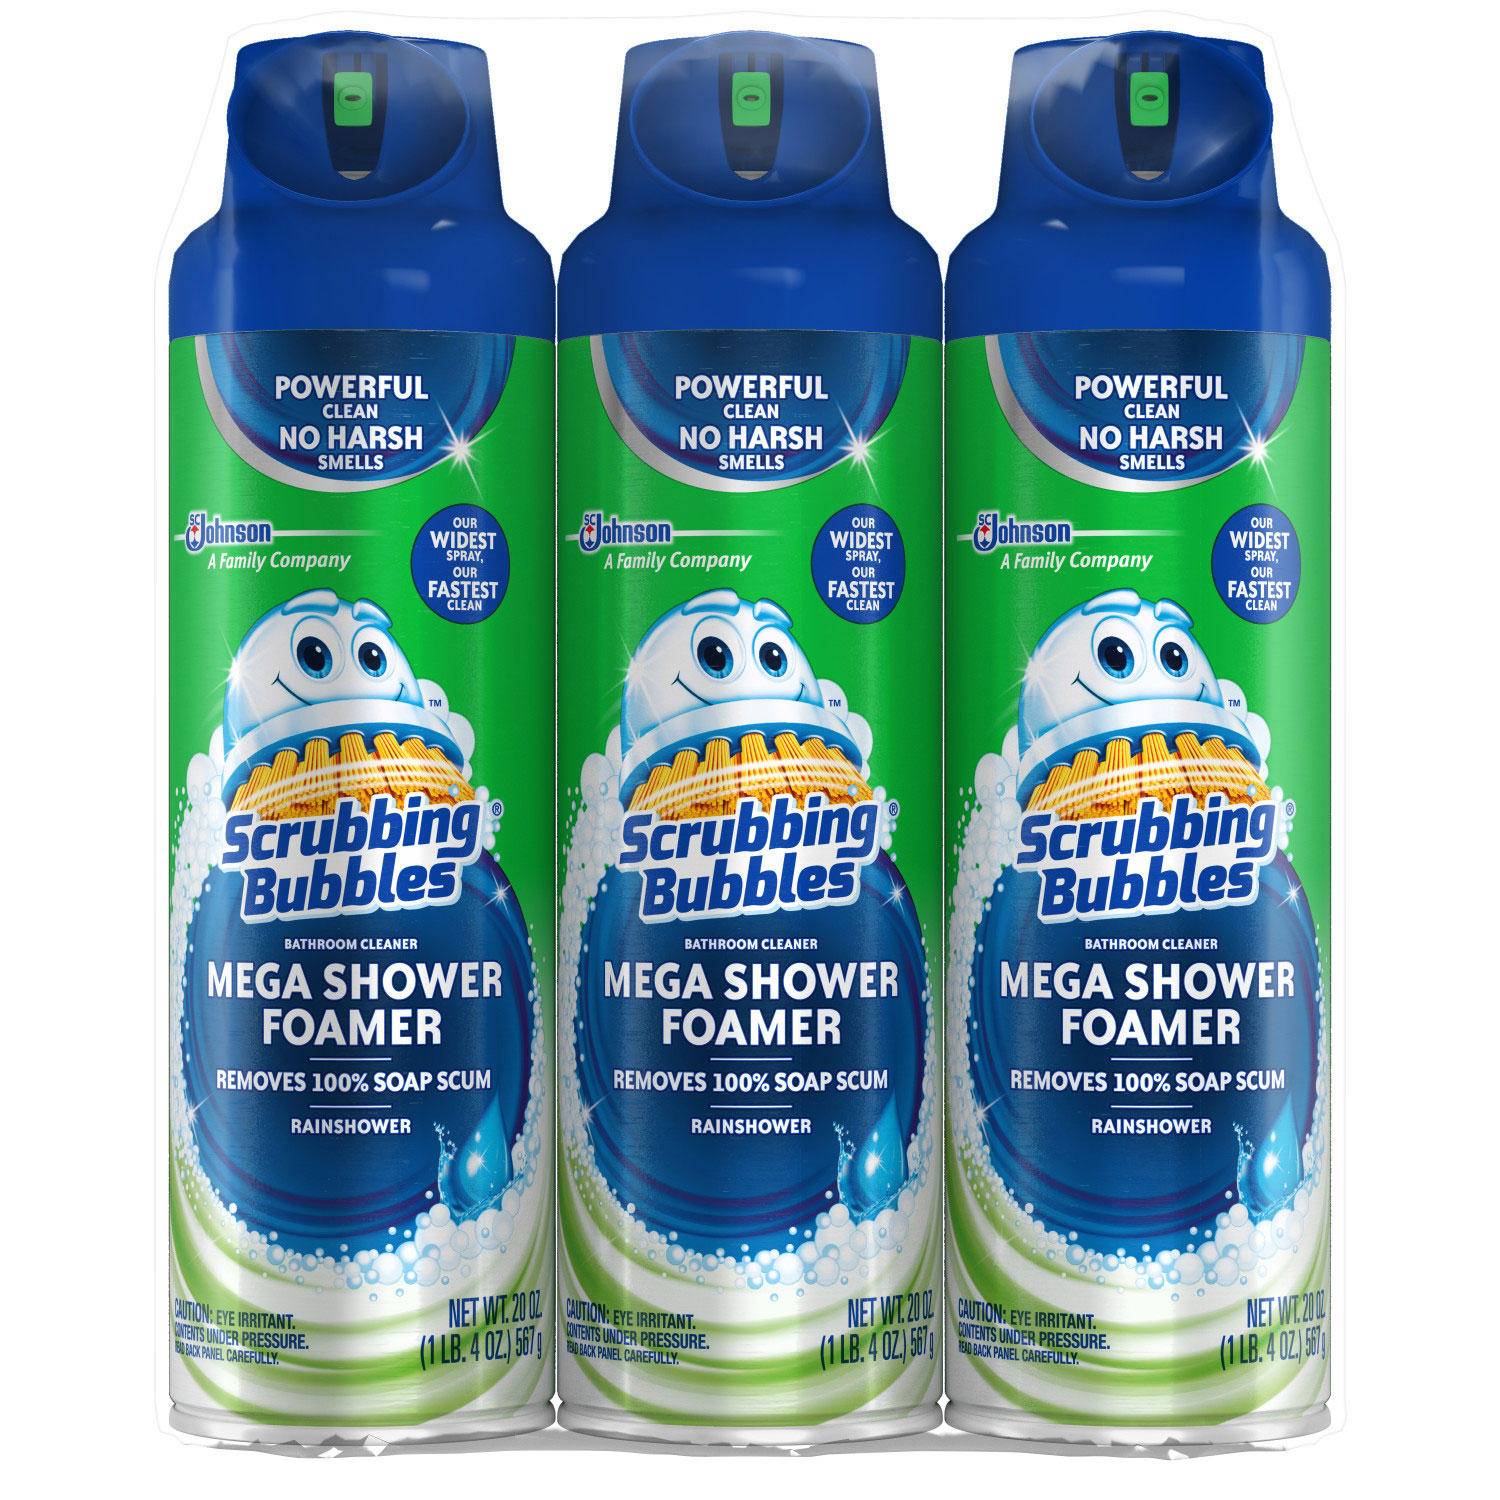 POWERFUL
CLEAN
NO HARSH
SMELLS
SC Johnson
A Family Company
OUR
WIDEST
SPRAY,
OUR
FASTEST
CLEAN
TM
Scrubbing®
Bubbles
BATHROOM CLEANER
MEGA SHOWER
FOAMER
REMOVES 100% SOAP SCUM
RAINSHOWER
CAUTION: EYE IRRITANT.
CONTENTS UNDER PRESSURE.
READ BACK PANEL CAREFULLY.
NET WT. 20 OZ.
(1 LB. 4 OZ.) 567 g
POWERFUL
CLEAN
NO HARSH
SMELLS
SC Johnson
A Family Company
OUR
WIDEST
SPRAY,
OUR
FASTEST
CLEAN
TM
Scrubbing®
Bubbles
BATHROOM CLEANER
MEGA SHOWER
FOAMER
REMOVES 100% SOAP SCUM
RAINSHOWER
CAUTION: EYE IRRITANT.
CONTENTS UNDER PRESSURE.
READ BACK PANEL CAREFULLY.
NET WT. 20 OZ.
(1 LB. 4 OZ.) 567 g
POWERFUL
CLEAN
NO HARSH
SMELLS
SC Johnson
A Family Company
OUR
WIDEST
SPRAY,
OUR
FASTEST
CLEAN
TM
Scrubbing®
Bubbles
BATHROOM CLEANER
MEGA SHOWER
FOAMER
REMOVES 100% SOAP SCUM
RAINSHOWER
CAUTION: EYE IRRITANT.
CONTENTS UNDER PRESSURE.
READ BACK PANEL CAREFULLY.
NET WT. 20 OZ.
(1 LB. 4 OZ.) 567 g